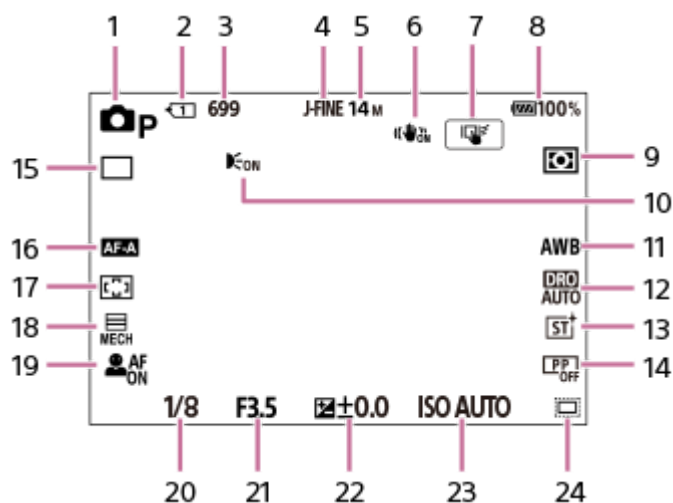 1 2 3 4 5 6 7 8
P 1 699 J-FINE 14 M ON 100%
15 ON 9
10
16 AF-A AWB 11
17 DRO AUTO 12
18 MECH ST+ 13
19 AF ON PP OFF 14
1/8 F3.5 ±0.0 ISO AUTO
20 21 22 23 24